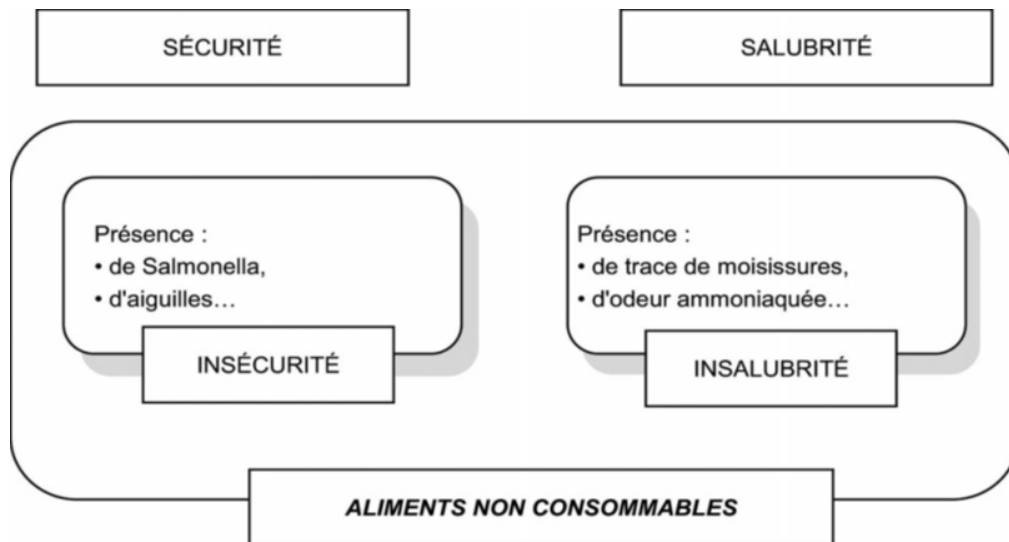 SÉCURITÉ
SALUBRITÉ
Présence :
• de Salmonella,
• d'aiguilles…
INSÉCURITÉ
Présence :
• de trace de moisissures,
• d'odeur ammoniaquée…
INSALUBRITÉ
ALIMENTS NON CONSOMMABLES